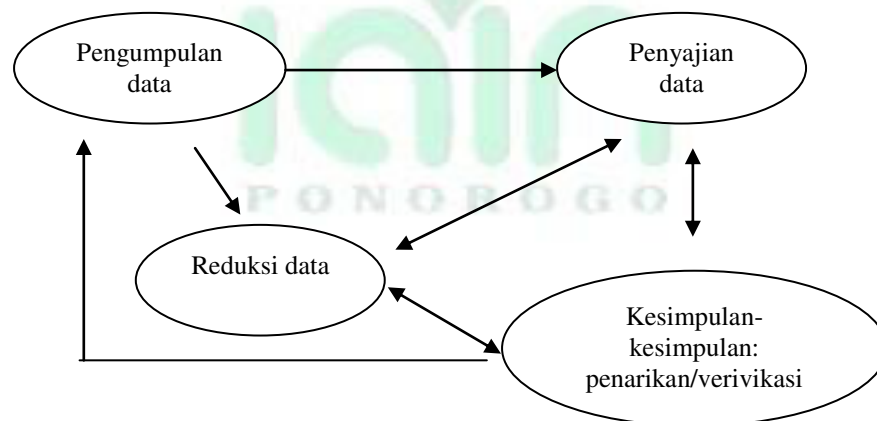 Pengumpulan
data
Penyajian
data
PONOROGO
Reduksi data
Kesimpulan-
kesimpulan:
penarikan/verivikasi